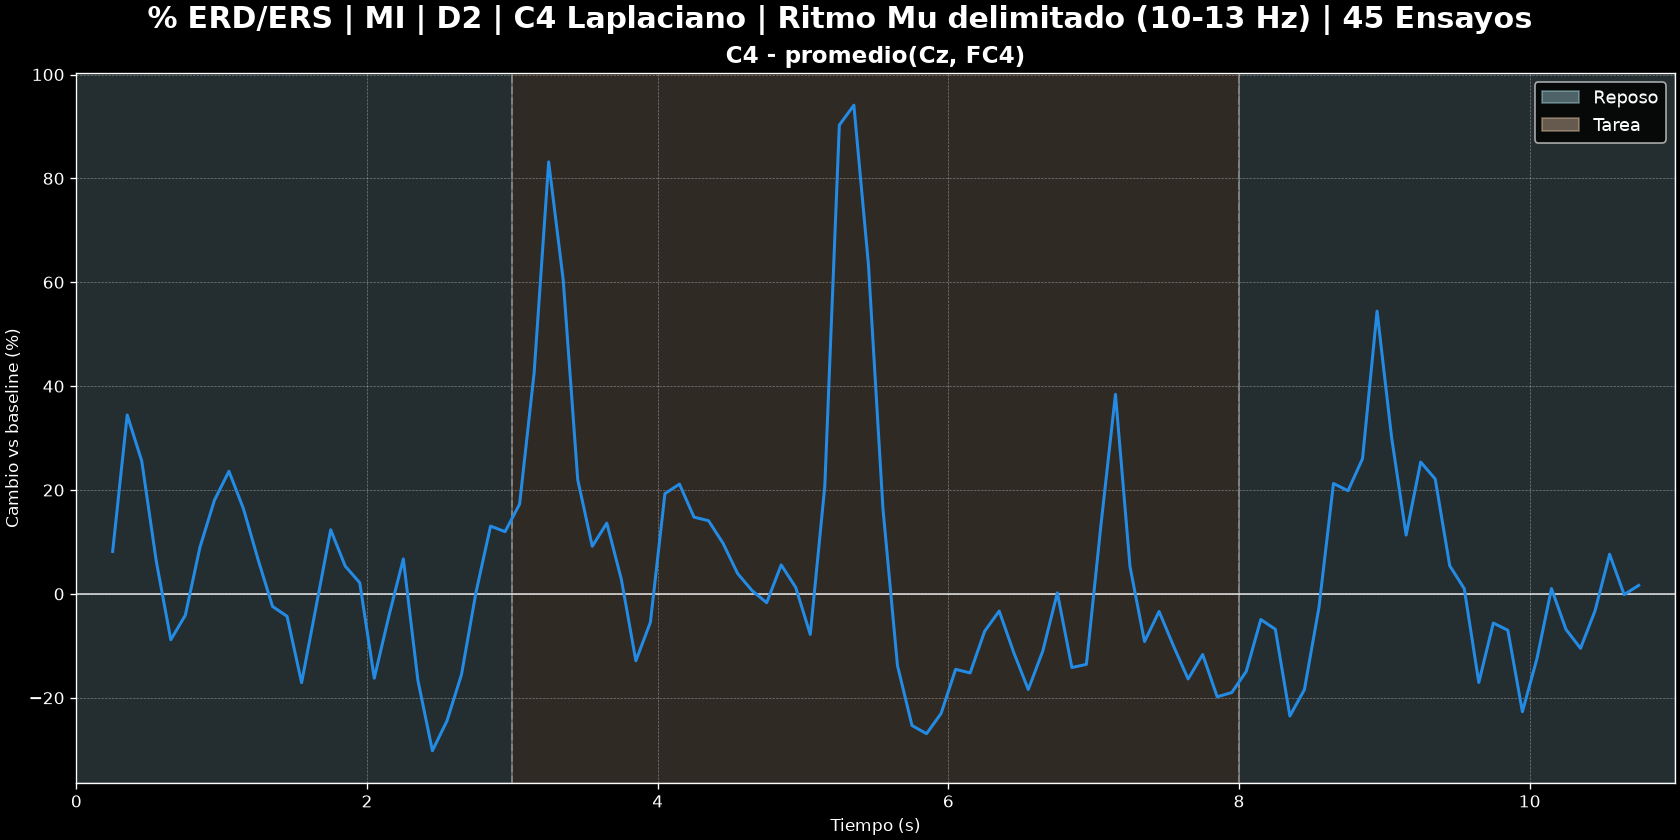 % ERD/ERS | MI | D2 | C4 Laplaciano | Ritmo Mu delimitado (10-13 Hz) | 45 Ensayos
C4 - promedio(Cz, FC4)
Reposo
Tarea
Cambio vs baseline (%)
100
80
60
40
20
0
−20
0 2 4 6 8 10
Tiempo (s)